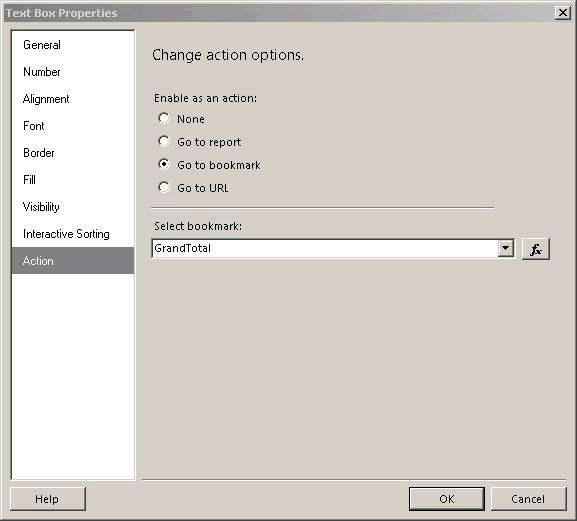 Text Box Properties
General
Number
Alignment
Font
Border
Fill
Visibility
Interactive Sorting
Action
Change action options.
Enable as an action:
None
Go to report
Go to bookmark
Go to URL
Select bookmark:
GrandTotal
fx
Help
OK
Cancel